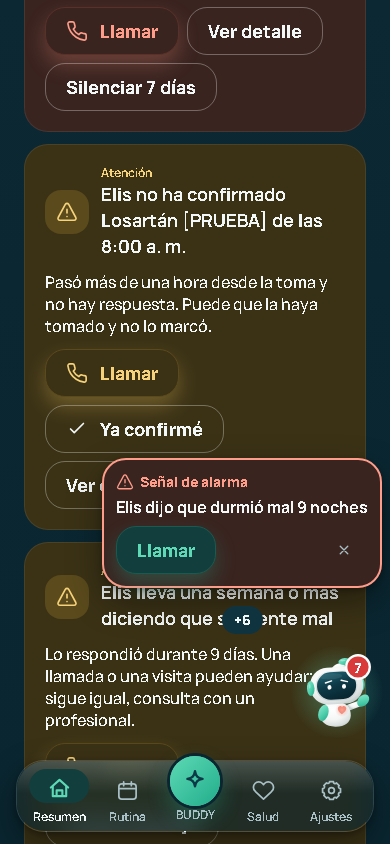 Llamar
Ver detalle
Silenciar 7 días
Atención
Elis no ha confirmado
Losartán [PRUEBA] de las
8:00 a. m.
Pasó más de una hora desde la toma y
no hay respuesta. Puede que la haya
tomado y no lo marcó.
Llamar
Ya confirmé
Ver
Señal de alarma
Elis dijo que durmió mal 9 noches
Llamar
×
Elis lleva una semana o más
diciendo que s
+6
ente mal
Lo respondió durante 9 días. Una
llamada o una visita pueden ayudar
sigue igual, consulta con un
profesional.
7
Resumen
Rutina
BUDDY
Salud
Ajustes